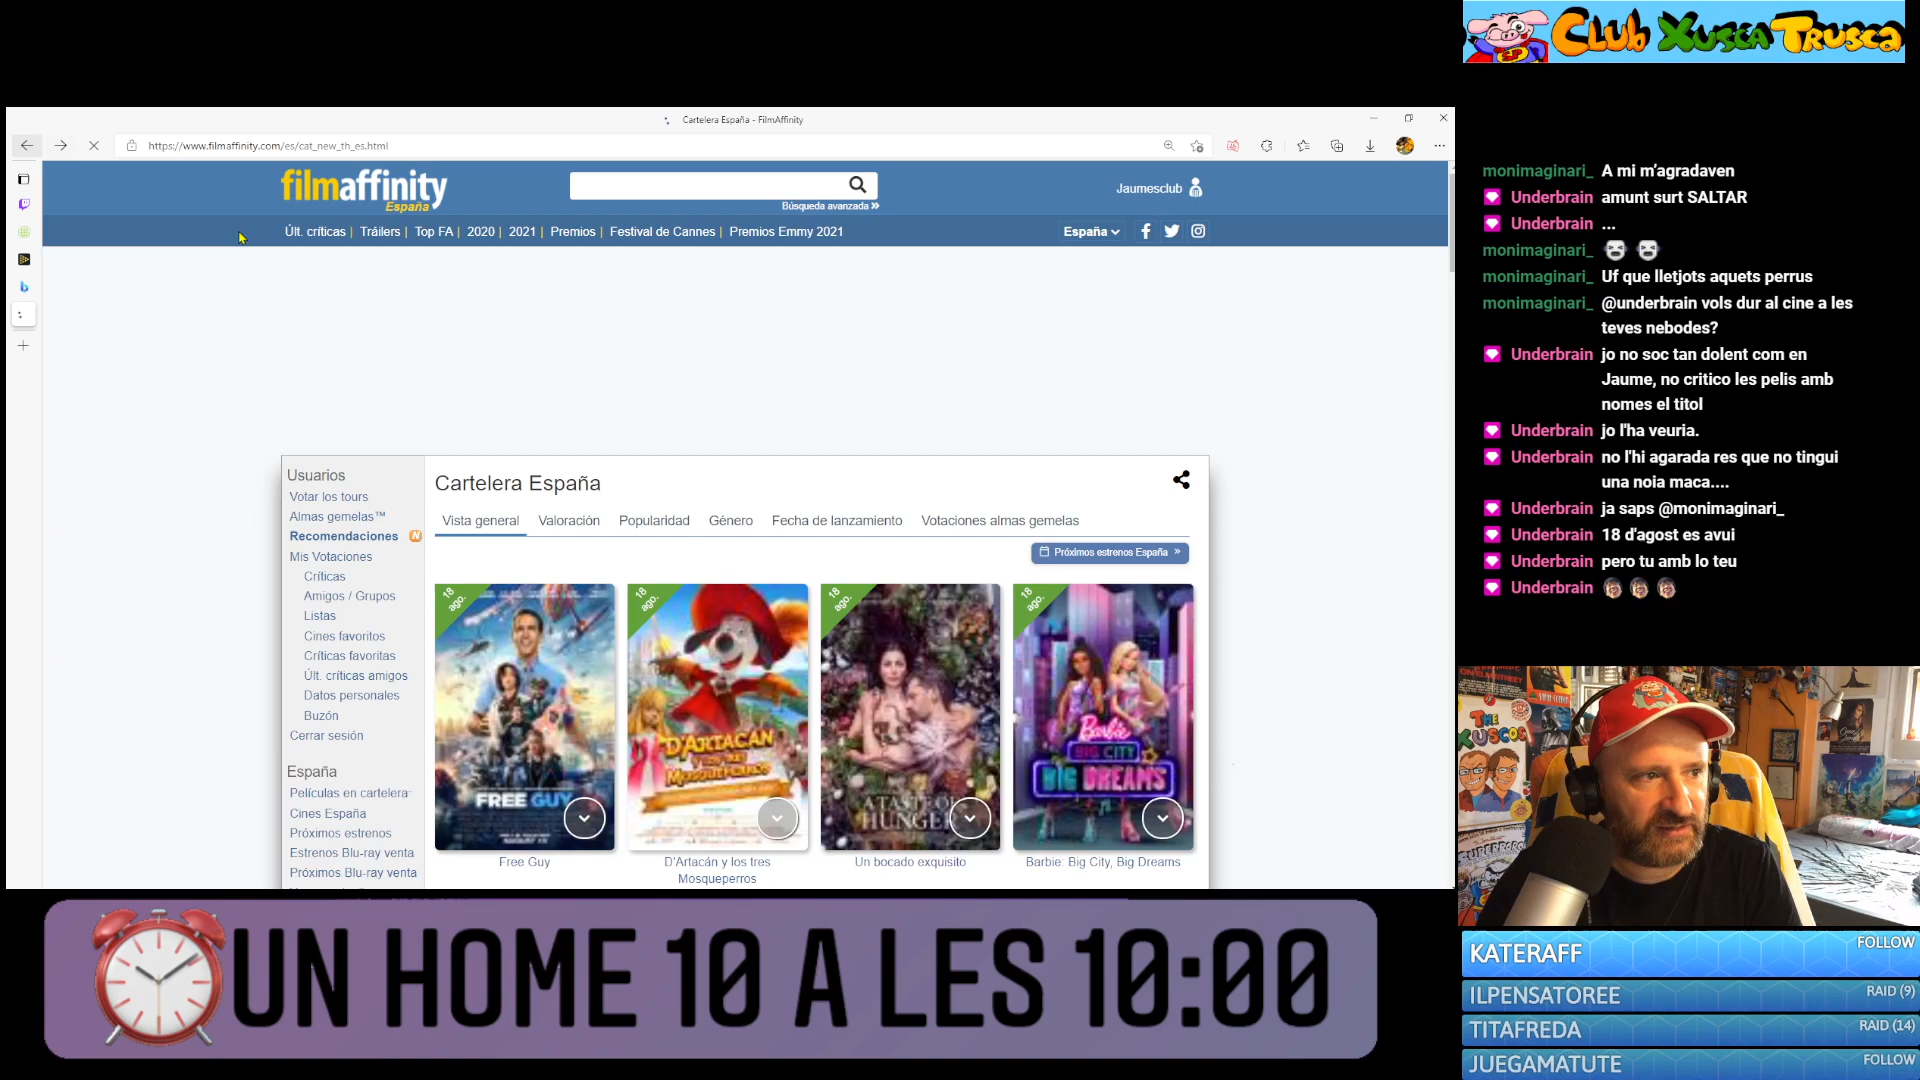 Club Xusca Trusca
EP
Cartelera España - FilmAffinity
https://www.filmaffinity.com/es/cat_new_th_es.html
filmaffinity
España
Búsqueda avanzada
Jaumesclub
Últ. críticas | Tráilers | Top FA | 2020 | 2021 | Premios | Festival de Cannes | Premios Emmy 2021
España
Usuarios
Votar los tours
Almas gemelas™
Recomendaciones N
Mis Votaciones
Críticas
Amigos / Grupos
Listas
Cines favoritos
Críticas favoritas
Últ. críticas amigos
Datos personales
Buzón
Cerrar sesión
España
Películas en cartelera
Cines España
Próximos estrenos
Estrenos Blu-ray venta
Próximos Blu-ray venta
Cartelera España
Vista general Valoración Popularidad Género Fecha de lanzamiento Votaciones almas gemelas
Próximos estrenos España »
18 ago.
FREE GUY
Free Guy
18 ago.
D'ARTACÁN
Y LOS TRES
MOSQUEPERROS
D'Artacán y los tres
Mosqueperros
18 ago.
A TASTE OF
HUNGER
Un bocado exquisito
18 ago.
Barbie
BIG CITY
BIG DREAMS
Barbie: Big City, Big Dreams
monimaginari_ A mi m'agradaven
Underbrain amunt surt SALTAR
Underbrain ...
monimaginari_
monimaginari_ Uf que lletjots aquets perrus
monimaginari_ @underbrain vols dur al cine a les
teves nebodes?
Underbrain jo no soc tan dolent com en
Jaume, no critico les pelis amb
nomes el titol
Underbrain jo l'ha veuria.
Underbrain no l'hi agarada res que no tingui
una noia maca....
Underbrain ja saps @monimaginari_
Underbrain 18 d'agost es avui
Underbrain pero tu amb lo teu
Underbrain
THE
XUSCOS
UN HOME 10 A LES 10:00
KATERAFF FOLLOW
ILPENSATOREE RAID (9)
TITAFREDA RAID (14)
JUEGAMATUTE FOLLOW